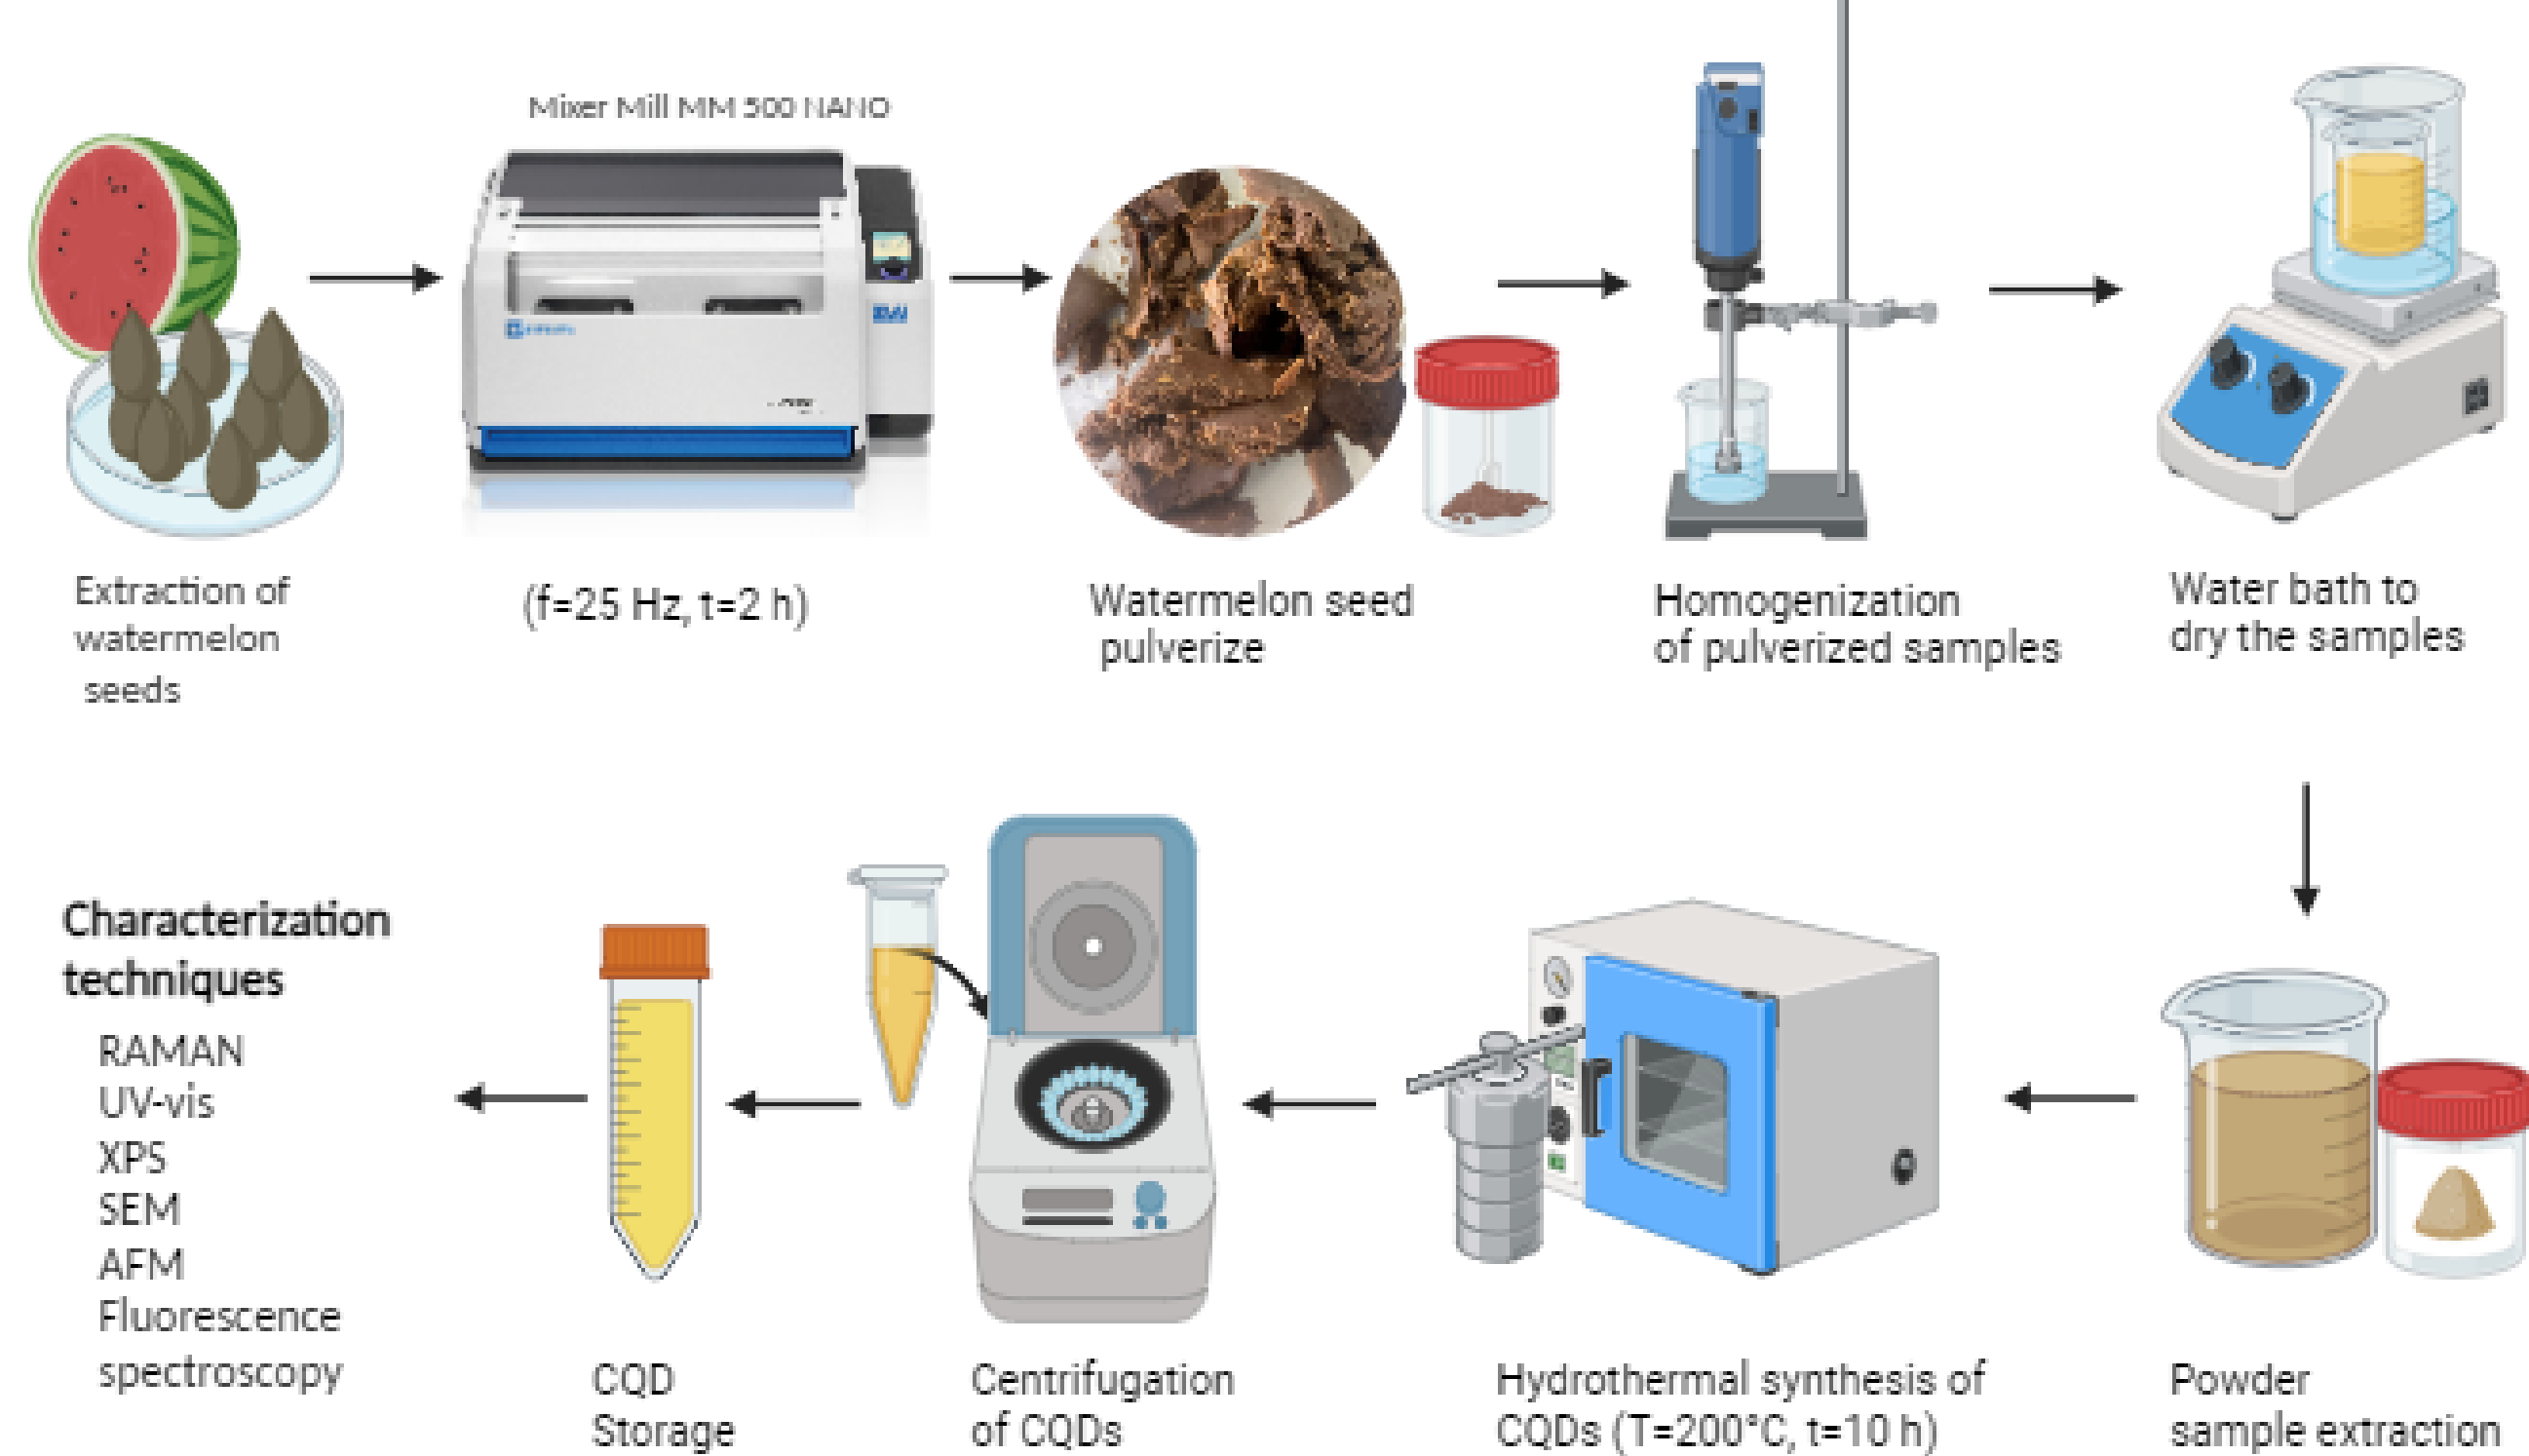 Mixer Mill MM 500 NANO
Extraction of
watermelon
seeds
(f=25 Hz, t=2 h)
Watermelon seed
pulverize
Homogenization
of pulverized samples
Water bath to
dry the samples
Powder
sample extraction
Hydrothermal synthesis of
CQDs (T=200°C, t=10 h)
Centrifugation
of CQDs
CQD
Storage
Characterization
techniques
RAMAN
UV-vis
XPS
SEM
AFM
Fluorescence
spectroscopy